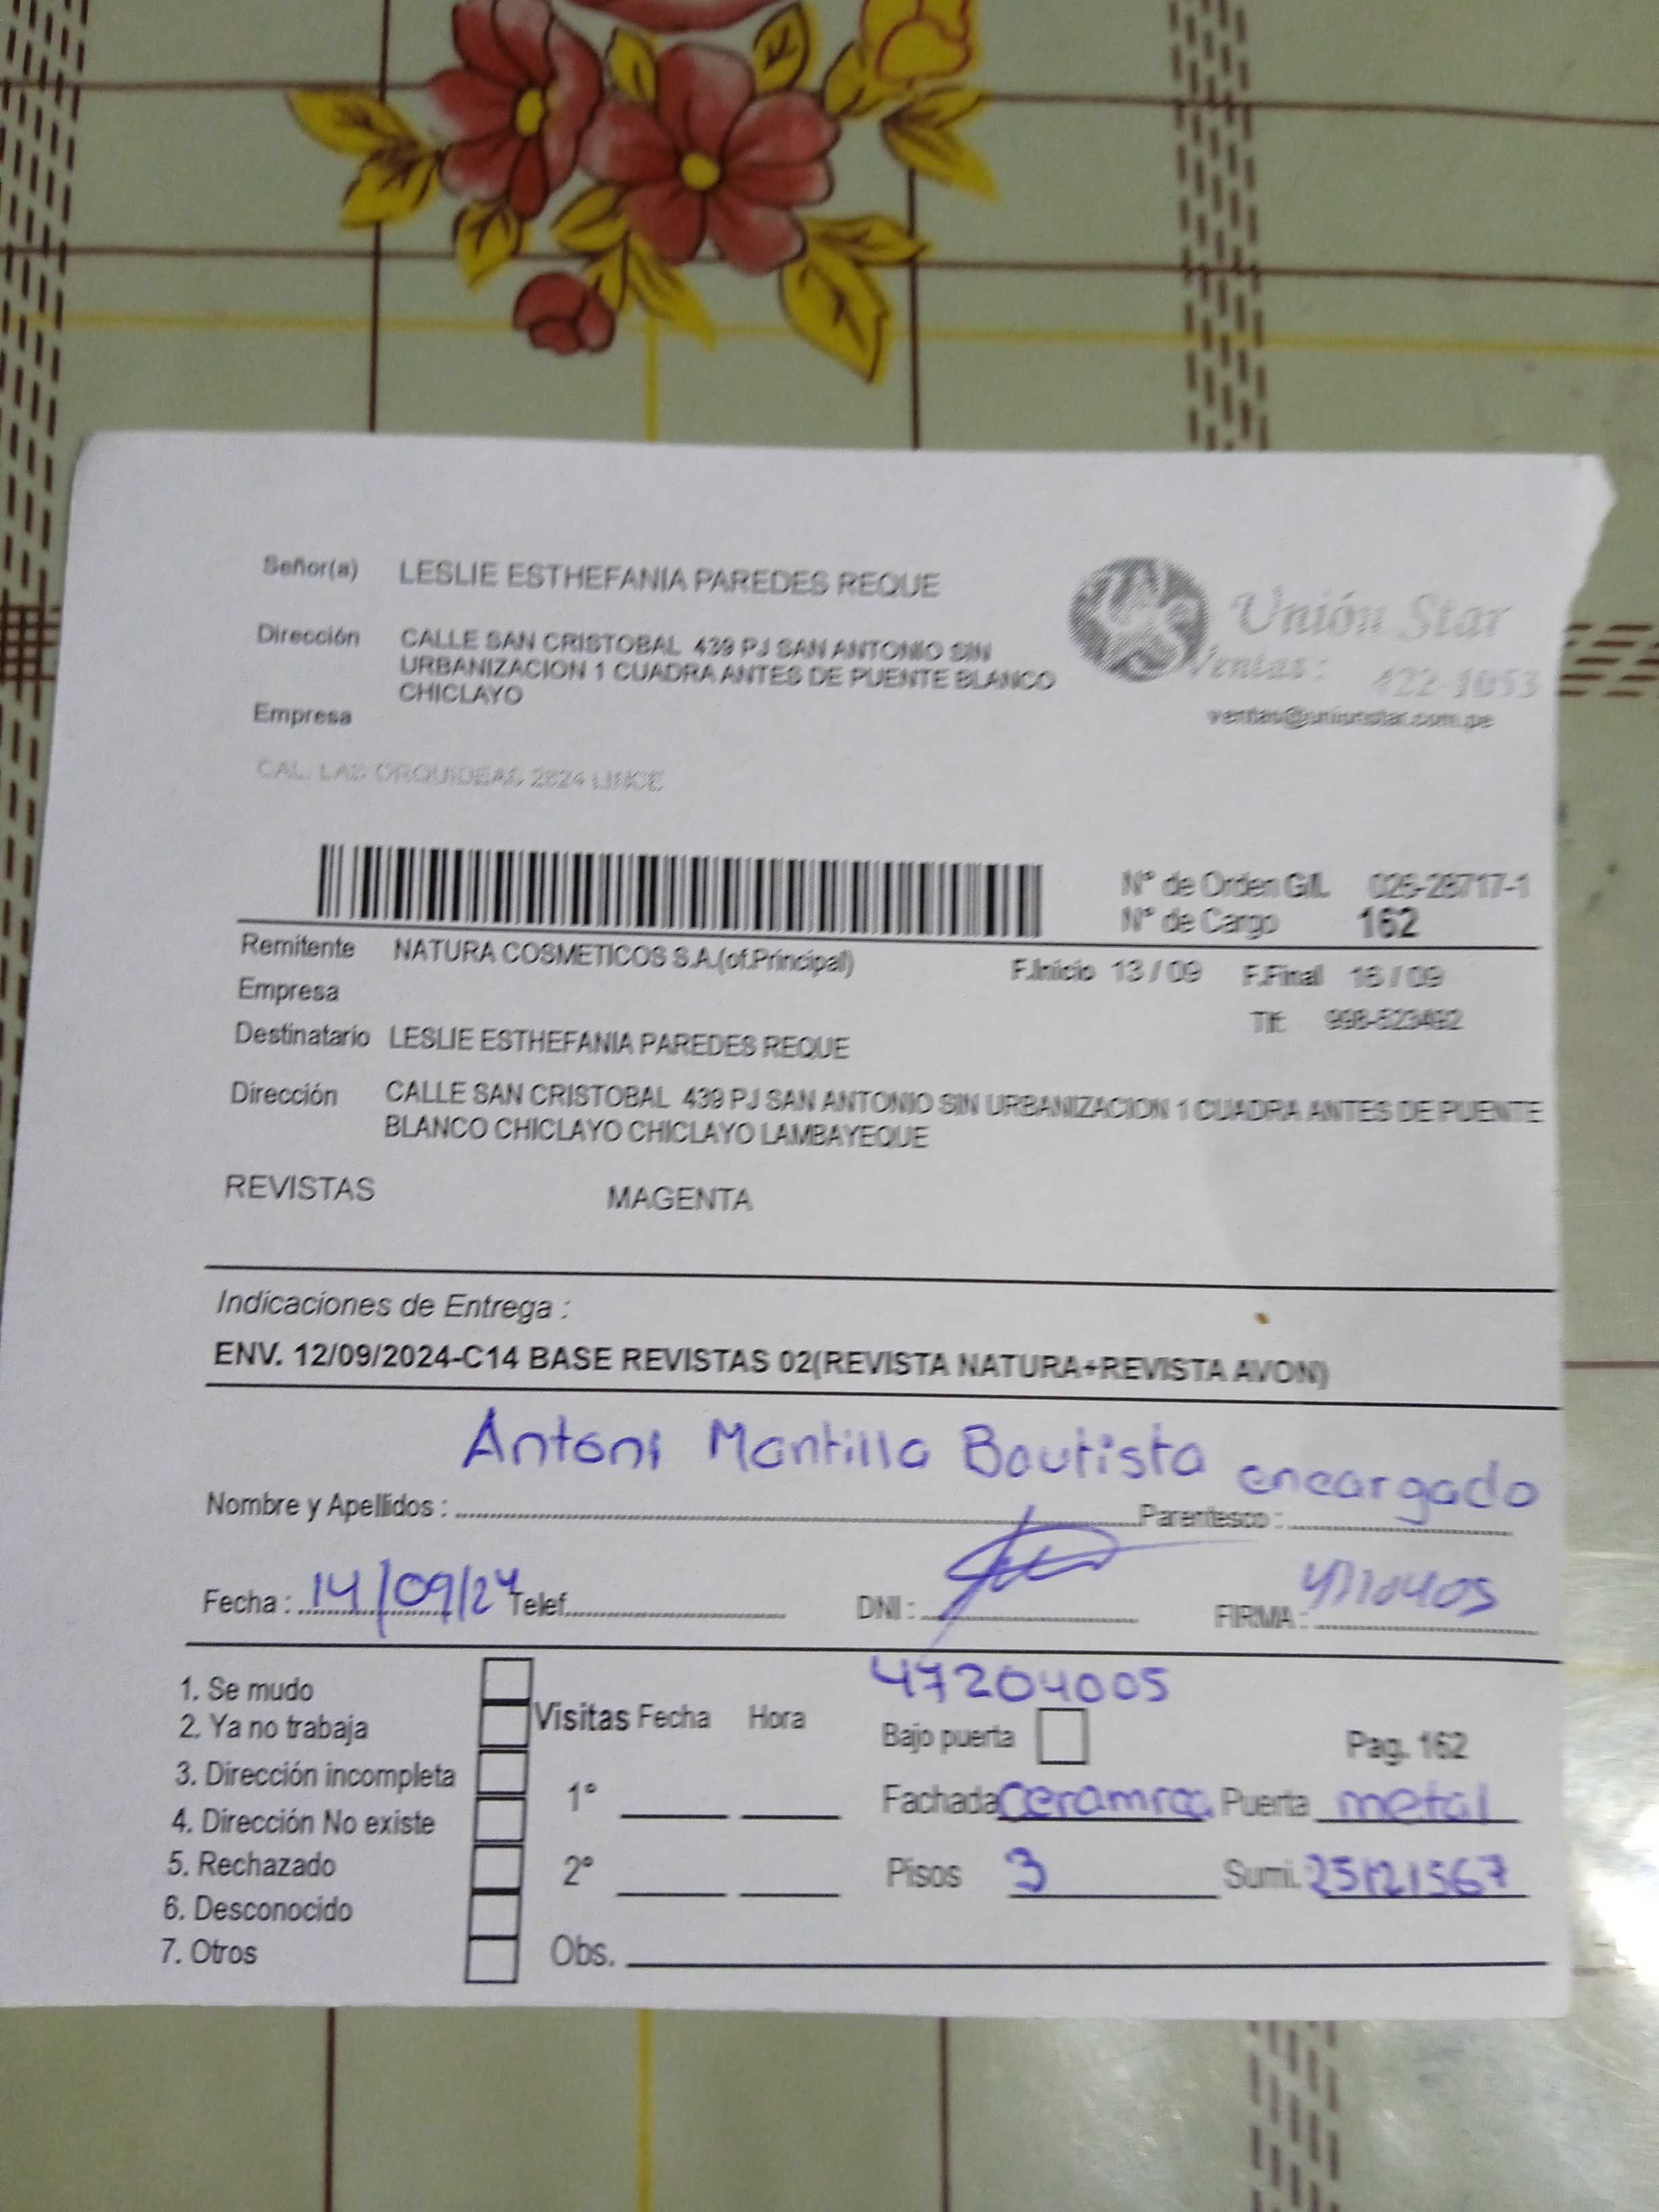 Señor(a) LESLIE ESTHEFANIA PAREDES REQUE
Dirección CALLE SAN CRISTOBAL 439 PJ SAN ANTONIO SIN
URBANIZACION 1 CUADRA ANTES DE PUENTE BLANCO
CHICLAYO
Empresa
Unión Star
Ventas: 422-1053
ventas@unionstar.com.pe
CAL. LAS ORQUIDEAS 2624 LINCE
N° de Orden G/L 026-28717-1
N° de Cargo 162
Remitente NATURA COSMETICOS S.A.(of.Principal)
F.Inicio 13 / 09 F.Final 16 / 09
Empresa
Tlf:
Destinatario LESLIE ESTHEFANIA PAREDES REQUE
Dirección CALLE SAN CRISTOBAL 439 PJ SAN ANTONIO SIN URBANIZACION 1 CUADRA ANTES DE PUENTE
BLANCO CHICLAYO CHICLAYO LAMBAYEQUE
REVISTAS MAGENTA
Indicaciones de Entrega :
ENV. 12/09/2024-C14 BASE REVISTAS 02(REVISTA NATURA+REVISTA AVON)
Antoni Mantilla Bautista encargado
Nombre y Apellidos : Parentesco :
Fecha : 14/09/24 Telef. DNI : FIRMA :
47204005
1. Se mudo
2. Ya no trabaja
3. Dirección incompleta
4. Dirección No existe
5. Rechazado
6. Desconocido
7. Otros
Visitas Fecha Hora
1°
2°
Obs.
Bajo puerta Pag. 162
Fachada Puerta metal
Pisos 3 Sumi. 25121567